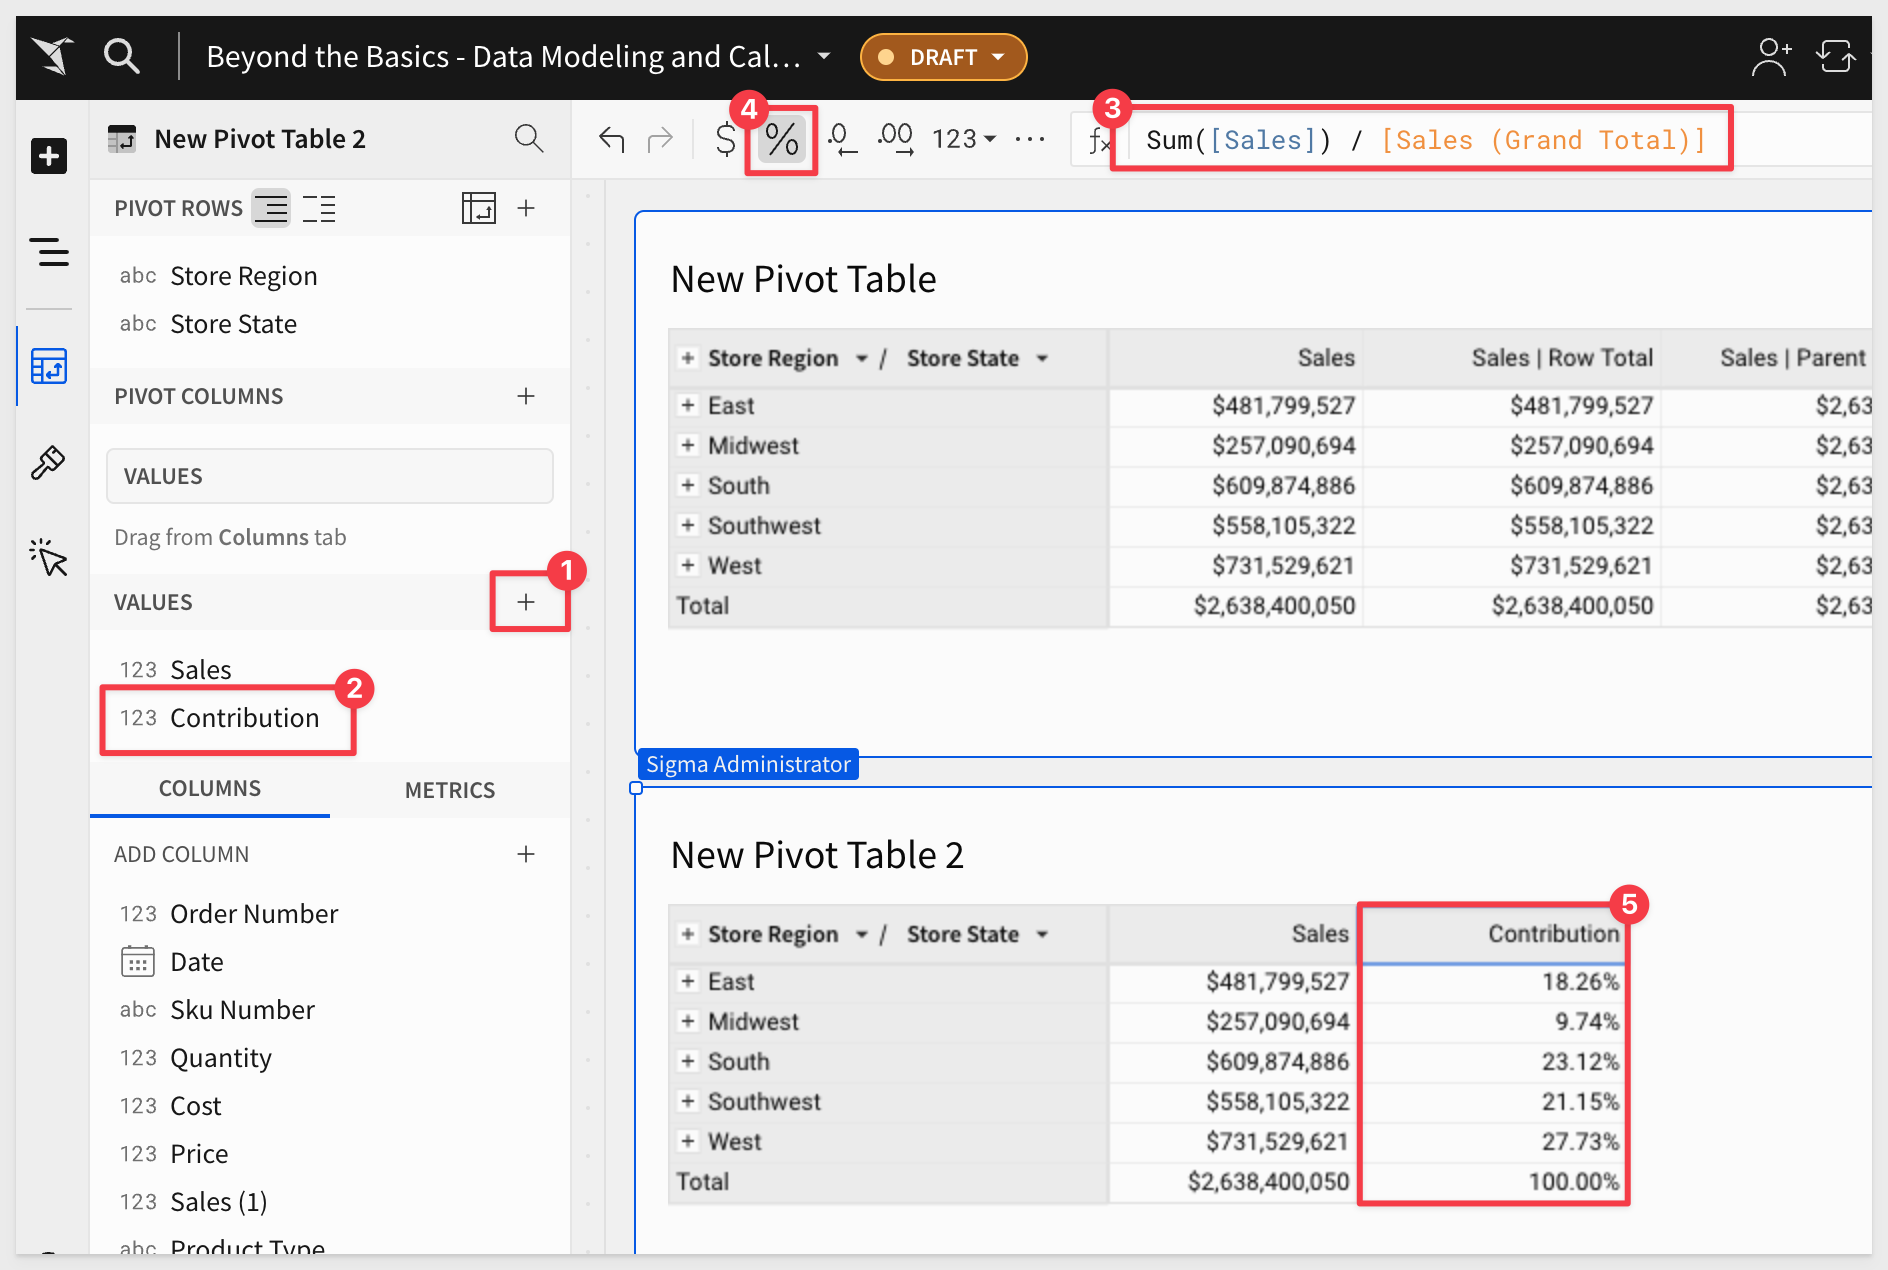 Beyond the Basics - Data Modeling and Cal...
DRAFT
New Pivot Table 2
$ % .0 .00 123 ...
4
3
fx Sum([Sales]) / [Sales (Grand Total)]
PIVOT ROWS
abc Store Region
abc Store State
PIVOT COLUMNS
VALUES
Drag from Columns tab
VALUES
1
123 Sales
123 Contribution
2
COLUMNS METRICS
ADD COLUMN
123 Order Number
Date
abc Sku Number
123 Quantity
123 Cost
123 Price
123 Sales (1)
abc Product Type
New Pivot Table
+ Store Region / Store State Sales Sales | Row Total Sales | Parent
+ East $481,799,527 $481,799,527 $2,63
+ Midwest $257,090,694 $257,090,694 $2,63
+ South $609,874,886 $609,874,886 $2,63
+ Southwest $558,105,322 $558,105,322 $2,63
+ West $731,529,621 $731,529,621 $2,63
Total $2,638,400,050 $2,638,400,050 $2,63
Sigma Administrator
New Pivot Table 2
5
+ Store Region / Store State Sales Contribution
+ East $481,799,527 18.26%
+ Midwest $257,090,694 9.74%
+ South $609,874,886 23.12%
+ Southwest $558,105,322 21.15%
+ West $731,529,621 27.73%
Total $2,638,400,050 100.00%